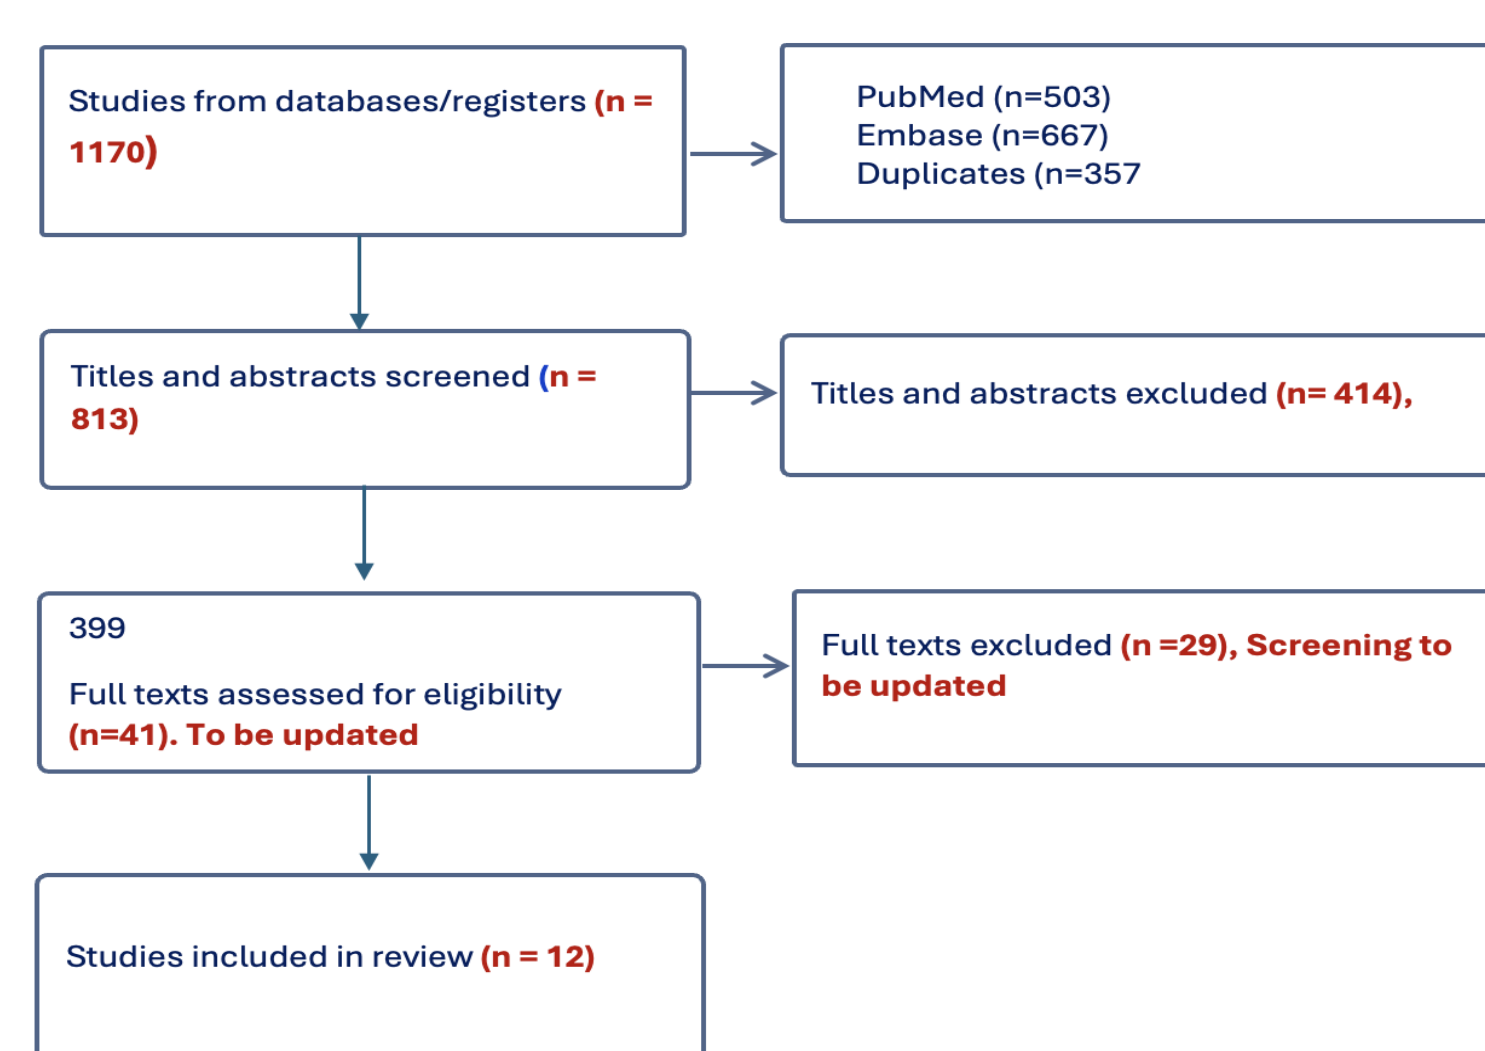 Studies from databases/registers (n =
1170)
PubMed (n=503)
Embase (n=667)
Duplicates (n=357
Titles and abstracts screened (n =
813)
Titles and abstracts excluded (n= 414),
399
Full texts assessed for eligibility
(n=41). To be updated
Full texts excluded (n =29), Screening to
be updated
Studies included in review (n = 12)